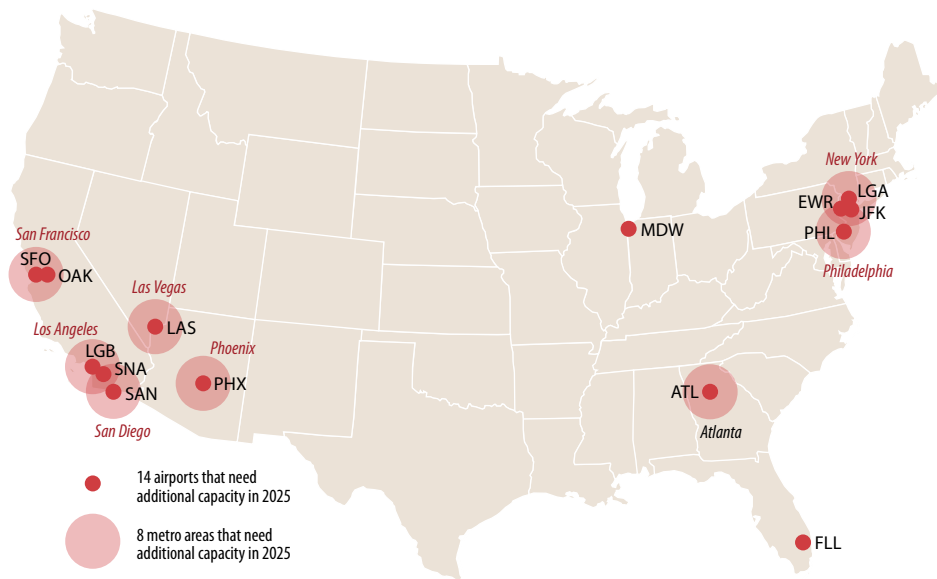 New York
LGA
EWR
JFK
MDW
PHL
Philadelphia
San Francisco
SFO
OAK
Las Vegas
LAS
Los Angeles
LGB
SNA
SAN
San Diego
Phoenix
PHX
ATL
Atlanta
14 airports that need
additional capacity in 2025
8 metro areas that need
additional capacity in 2025
FLL